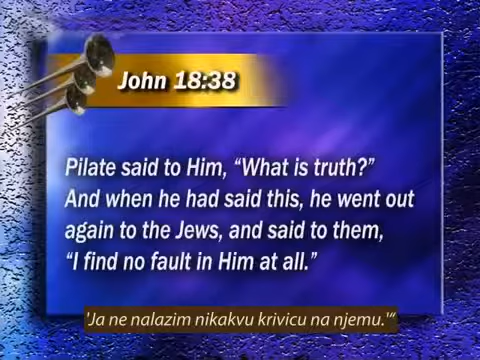 John 18:38
Pilate said to Him, “What is truth?”
And when he had said this, he went out
again to the Jews, and said to them,
“I find no fault in Him at all.”
'Ja ne nalazim nikakvu krivicu na njemu.'“